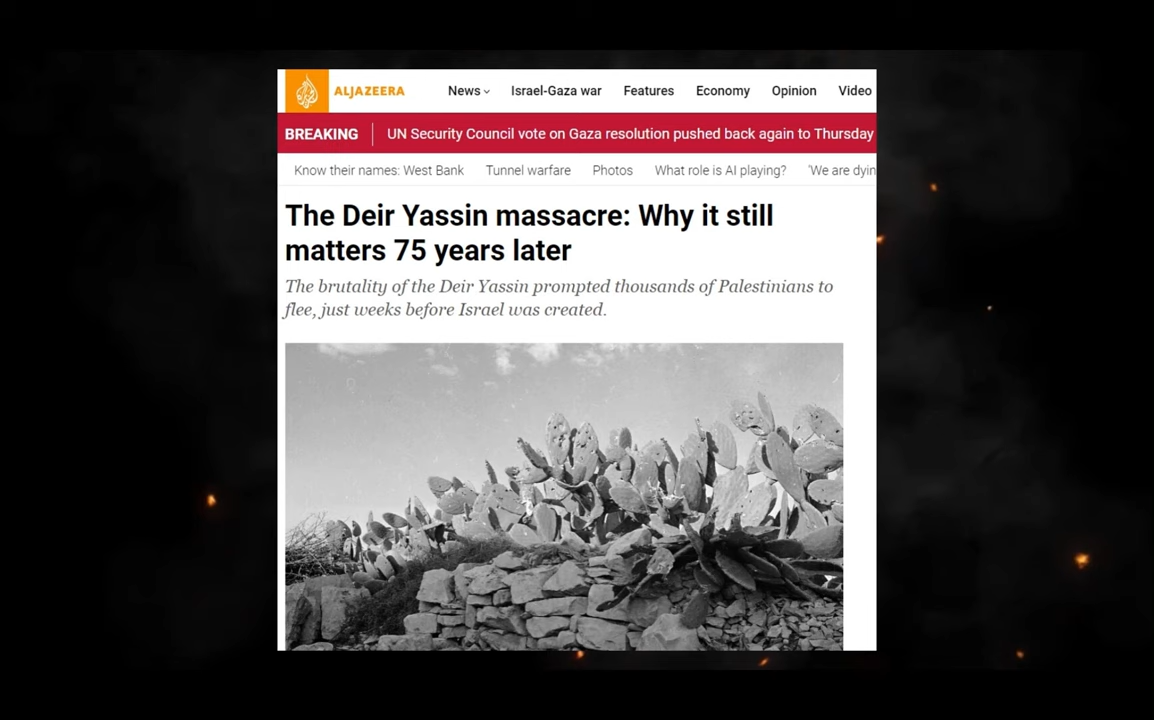 ALJAZEERA
News Israel-Gaza war Features Economy Opinion Video
BREAKING UN Security Council vote on Gaza resolution pushed back again to Thursday
Know their names: West Bank Tunnel warfare Photos What role is AI playing? 'We are dyin
The Deir Yassin massacre: Why it still
matters 75 years later
The brutality of the Deir Yassin prompted thousands of Palestinians to
flee, just weeks before Israel was created.